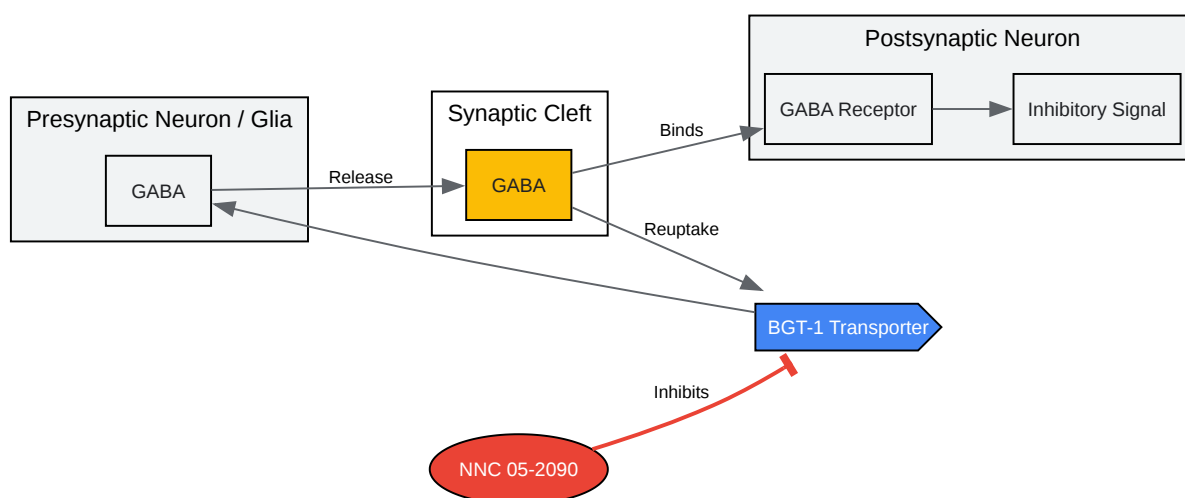 Postsynaptic Neuron
GABA Receptor
Inhibitory Signal
Presynaptic Neuron / Glia
GABA
Release
Synaptic Cleft
GABA
Binds
Reuptake
BGT-1 Transporter
Inhibits
NNC 05-2090